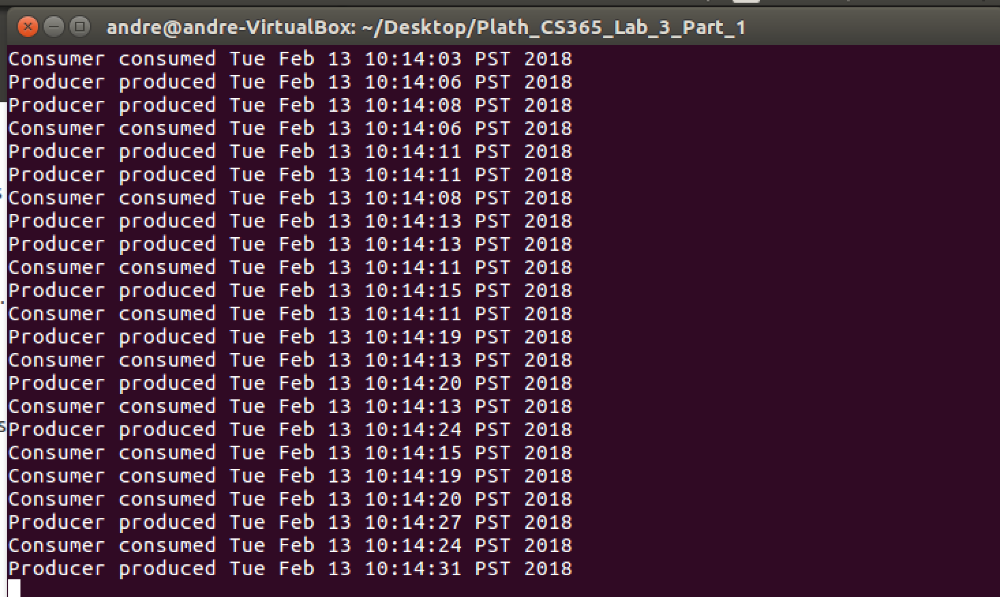 andre@andre-VirtualBox: ~/Desktop/Plath_CS365_Lab_3_Part_1
Consumer consumed Tue Feb 13 10:14:03 PST 2018
Producer produced Tue Feb 13 10:14:06 PST 2018
Producer produced Tue Feb 13 10:14:08 PST 2018
Consumer consumed Tue Feb 13 10:14:06 PST 2018
Producer produced Tue Feb 13 10:14:11 PST 2018
Producer produced Tue Feb 13 10:14:11 PST 2018
Consumer consumed Tue Feb 13 10:14:08 PST 2018
Producer produced Tue Feb 13 10:14:13 PST 2018
Producer produced Tue Feb 13 10:14:13 PST 2018
Consumer consumed Tue Feb 13 10:14:11 PST 2018
Producer produced Tue Feb 13 10:14:15 PST 2018
Consumer consumed Tue Feb 13 10:14:11 PST 2018
Producer produced Tue Feb 13 10:14:19 PST 2018
Consumer consumed Tue Feb 13 10:14:13 PST 2018
Producer produced Tue Feb 13 10:14:20 PST 2018
Consumer consumed Tue Feb 13 10:14:13 PST 2018
Producer produced Tue Feb 13 10:14:24 PST 2018
Consumer consumed Tue Feb 13 10:14:15 PST 2018
Consumer consumed Tue Feb 13 10:14:19 PST 2018
Consumer consumed Tue Feb 13 10:14:20 PST 2018
Producer produced Tue Feb 13 10:14:27 PST 2018
Consumer consumed Tue Feb 13 10:14:24 PST 2018
Producer produced Tue Feb 13 10:14:31 PST 2018